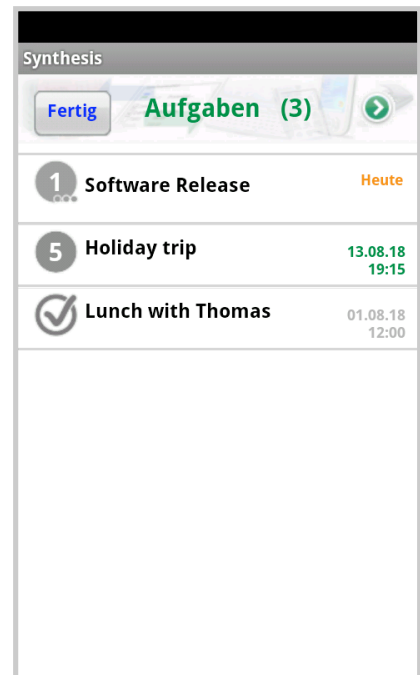 Synthesis
Fertig Aufgaben (3)
1 Software Release Heute
5 Holiday trip 13.08.18
19:15
Lunch with Thomas 01.08.18
12:00